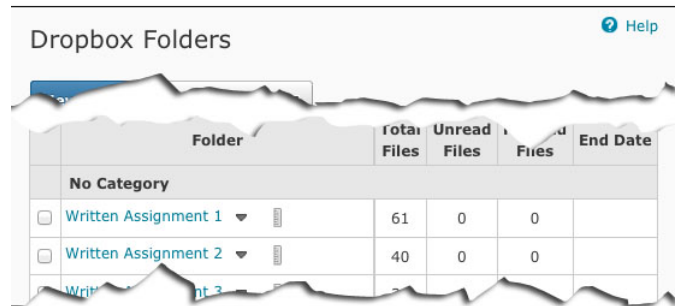 Help
Dropbox Folders
Folder Total Files Unread Files Files End Date
No Category
Written Assignment 1 61 0 0
Written Assignment 2 40 0 0